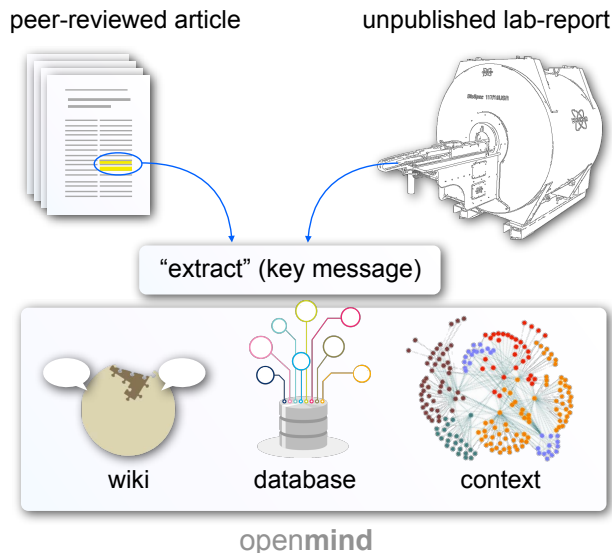 peer-reviewed article
unpublished lab-report
“extract” (key message)
wiki
database
context
openmind